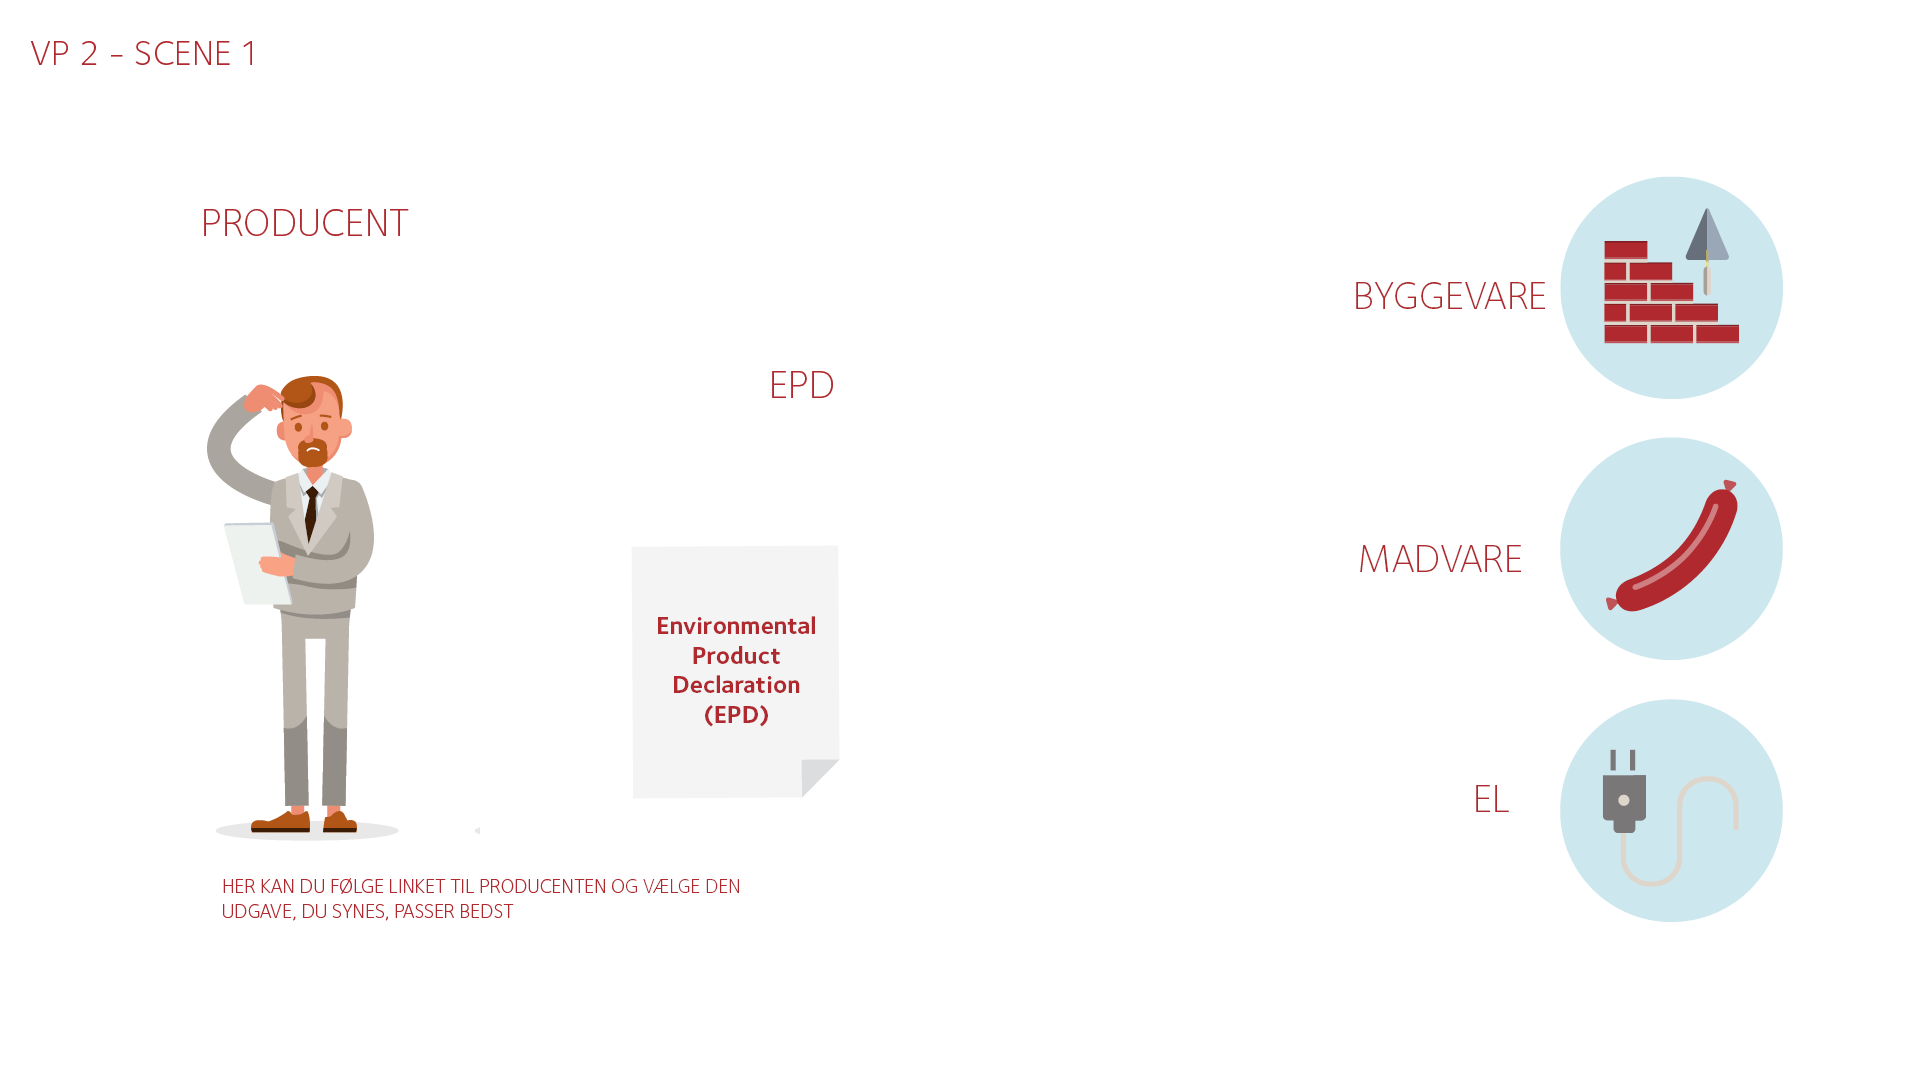 VP 2 – SCENE 1
PRODUCENT
EPD
Environmental
Product
Declaration
(EPD)
HER KAN DU FØLGE LINKET TIL PRODUCENTEN OG VÆLGE DEN
UDGAVE, DU SYNES, PASSER BEDST
BYGGEVARE
MADVARE
EL